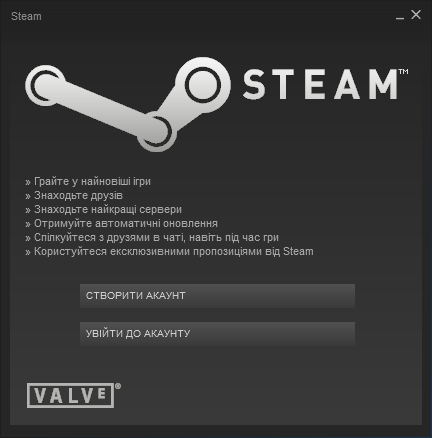 Steam
STEAM™
» Грайте у найновіші ігри
» Знаходьте друзів
» Знаходьте найкращі сервери
» Отримуйте автоматичні оновлення
» Спілкуйтеся з друзями в чаті, навіть під час гри
» Користуйтеся ексклюзивними пропозиціями від Steam
СТВОРИТИ АКАУНТ
УВІЙТИ ДО АКАУНТУ
VALVE®